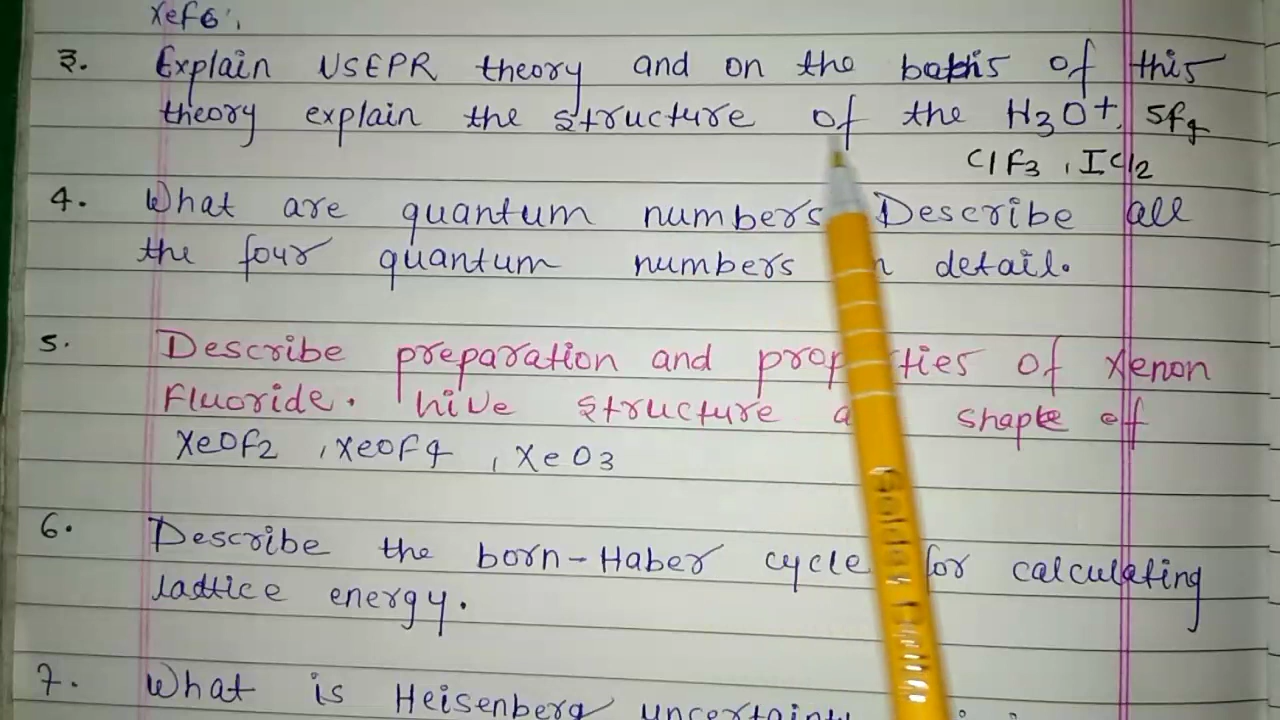 XeF6,
3. Explain VSEPR theory and on the basis of this
theory explain the structure of the H3O+, SF4
ClF3, ICl2
4. What are quantum numbers Describe all
the four quantum numbers detail.
5. Describe preparation and properties of Xenon
Fluoride. hive structure shape of
XeOF2, XeOF4, XeO3
6. Describe the born-Haber cycle for calculating
lattice energy.
7. What is Heisenberg uncertainty